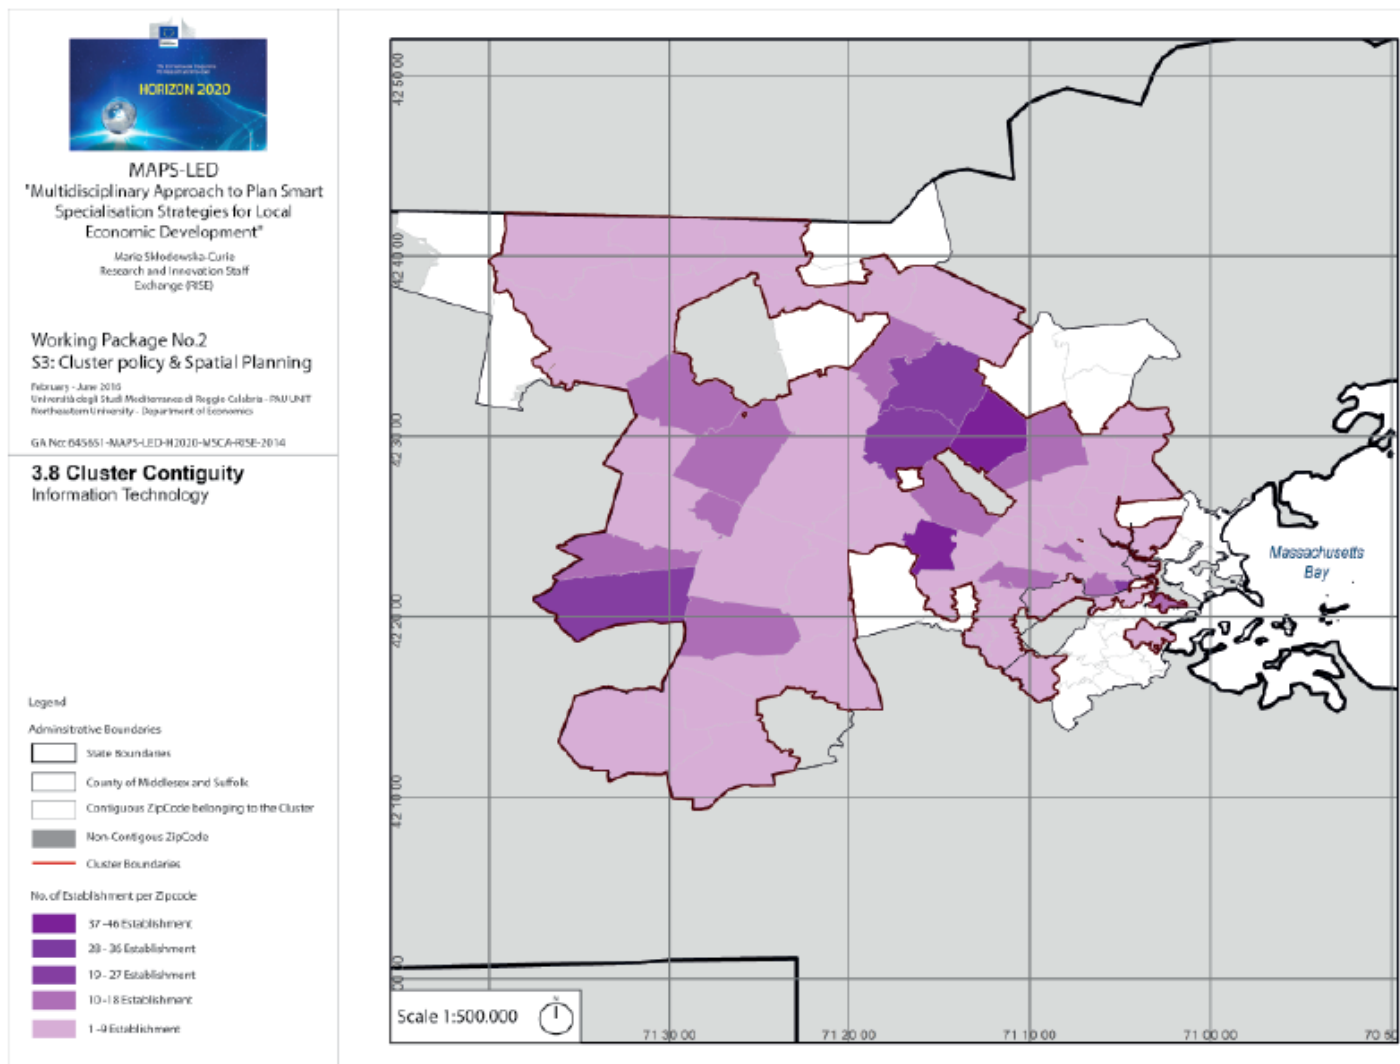 HORIZON 2020
MAPS-LED
"Multidisciplinary Approach to Plan Smart
Specialisation Strategies for Local
Economic Development"
Marie Skłodowska-Curie
Research and Innovation Staff
Exchange (RISE)
Working Package No.2
S3: Cluster policy & Spatial Planning
February - June 2016
Università degli Studi Mediterranea di Reggio Calabria - PAU UNIT
Northeastern University - Department of Economics
GA No: 645651-MAPS-LED-H2020-MSCA-RISE-2014
3.8 Cluster Contiguity
Information Technology
Legend
Adminsitrative Boundaries
State Boundaries
County of Middlesex and Suffolk
Contiguous ZipCode belonging to the Cluster
Non-Contigous ZipCode
Cluster Boundaries
No. of Establishment per Zipcode
37 -46 Establishment
28 - 36 Establishment
19 - 27 Establishment
10 -18 Establishment
1 -9 Establishment
42 50 00
42 40 00
42 30 00
42 20 00
42 10 00
00
Massachusetts
Bay
Scale 1:500.000
N
71 30 00
71 20 00
71 10 00
71 00 00
70 50